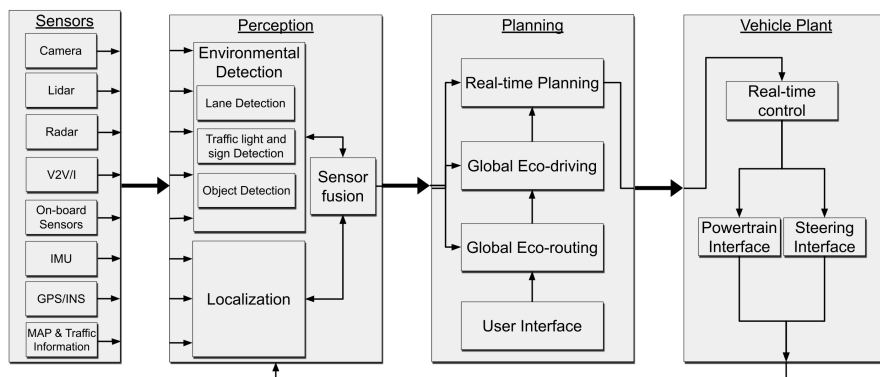 Sensors
Camera
Lidar
Radar
V2V/I
On-board
Sensors
IMU
GPS/INS
MAP & Traffic
Information
Perception
Environmental
Detection
Lane Detection
Traffic light and
sign Detection
Object Detection
Sensor
fusion
Localization
Planning
Real-time Planning
Global Eco-driving
Global Eco-routing
User Interface
Vehicle Plant
Real-time
control
Powertrain
Interface
Steering
Interface